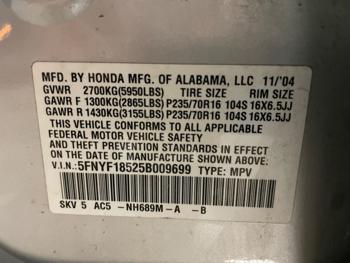 MFD. BY HONDA MFG. OF ALABAMA, LLC 11/'04
GVWR 2700KG(5950LBS) TIRE SIZE RIM SIZE
GAWR F 1300KG(2865LBS) P235/70R16 104S 16X6.5JJ
GAWR R 1430KG(3155LBS) P235/70R16 104S 16X6.5JJ
THIS VEHICLE CONFORMS TO ALL APPLICABLE
FEDERAL MOTOR VEHICLE SAFETY
AND THEFT PREVENTION STANDARDS IN EFFECT
ON THE DATE OF MANUFACTURE SHOWN ABOVE.
V.I.N.: 5FNYF18525B009699 TYPE: MPV
SKV 5 AC5 -NH689M-A -B